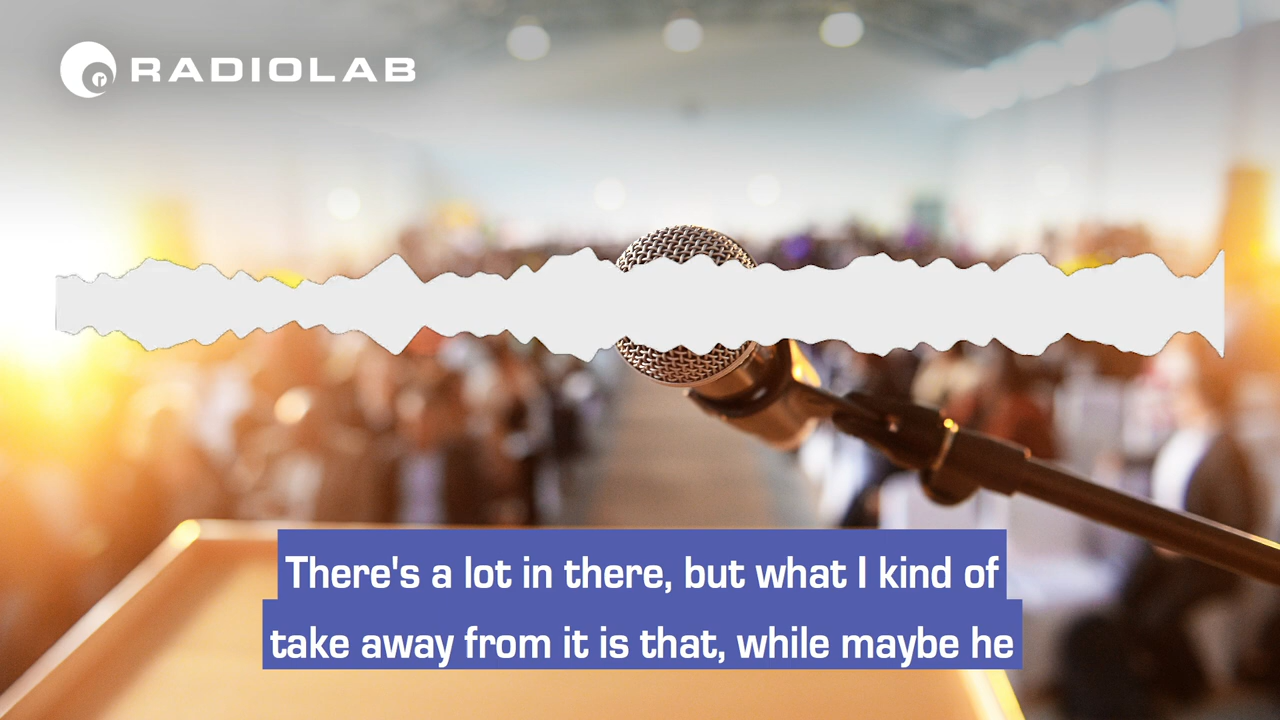 RADIOLAB
There's a lot in there, but what I kind of
take away from it is that, while maybe he